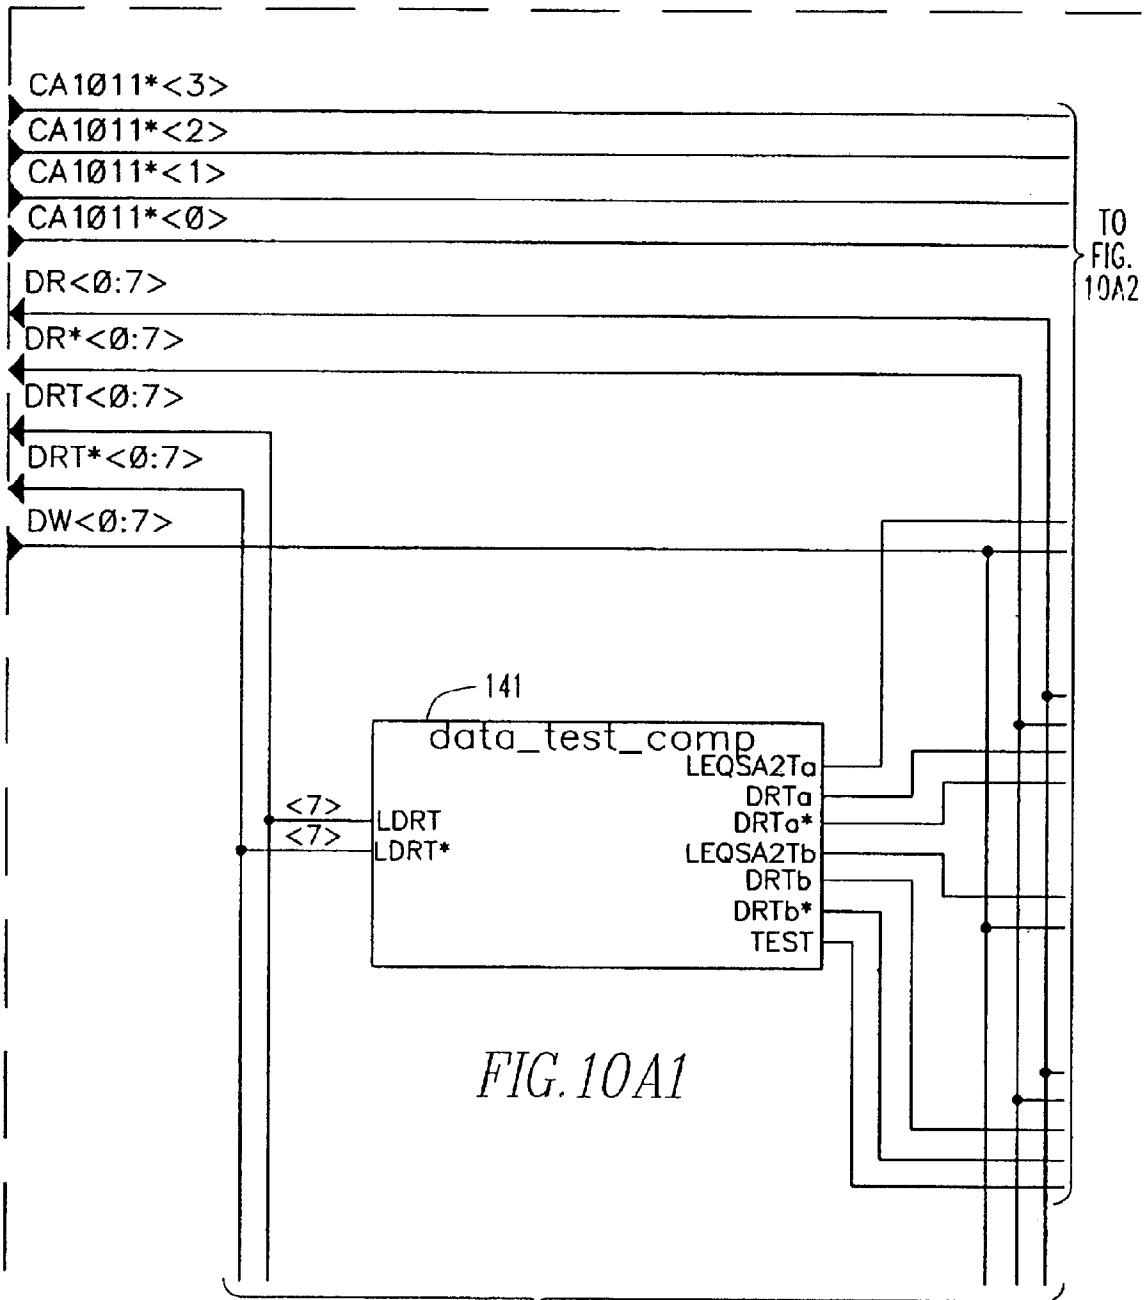 CA1Ø11*<3>
CA1Ø11*<2>
CA1Ø11*<1>
CA1Ø11*<Ø>
TO
FIG.
10A2
DR<Ø:7>
DR*<Ø:7>
DRT<Ø:7>
DRT*<Ø:7>
DW<Ø:7>
141
data_test_comp
LEQSA2Ta
DRTa
<7>
LDRT
DRTa*
<7>
LDRT*
LEQSA2Tb
DRTb
DRTb*
TEST
FIG. 10A1